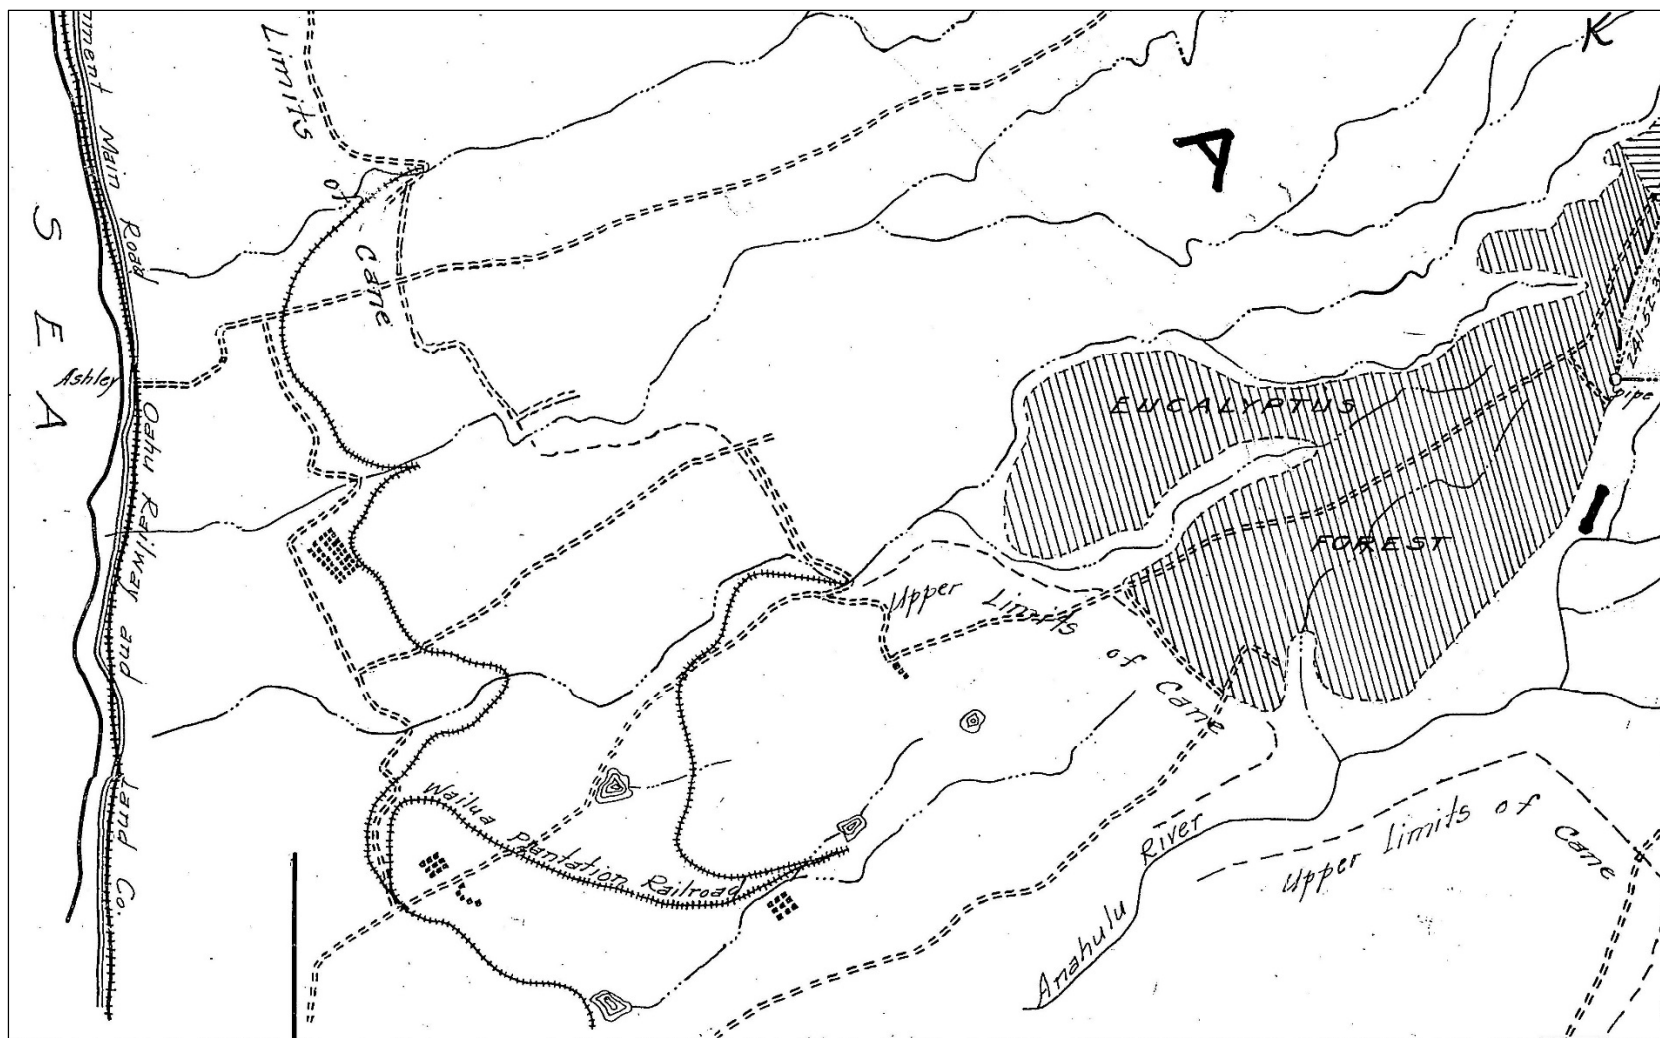 K
Limits
of
Cane
Main Road
A
SEA
Ashley
Oahu Railway and Land Co.
EUCALYPTUS
FOREST
pipe
I
Upper Limits
of Cane
Wailua Plantation Railroad
Anahulu River
Upper Limits of
Cane